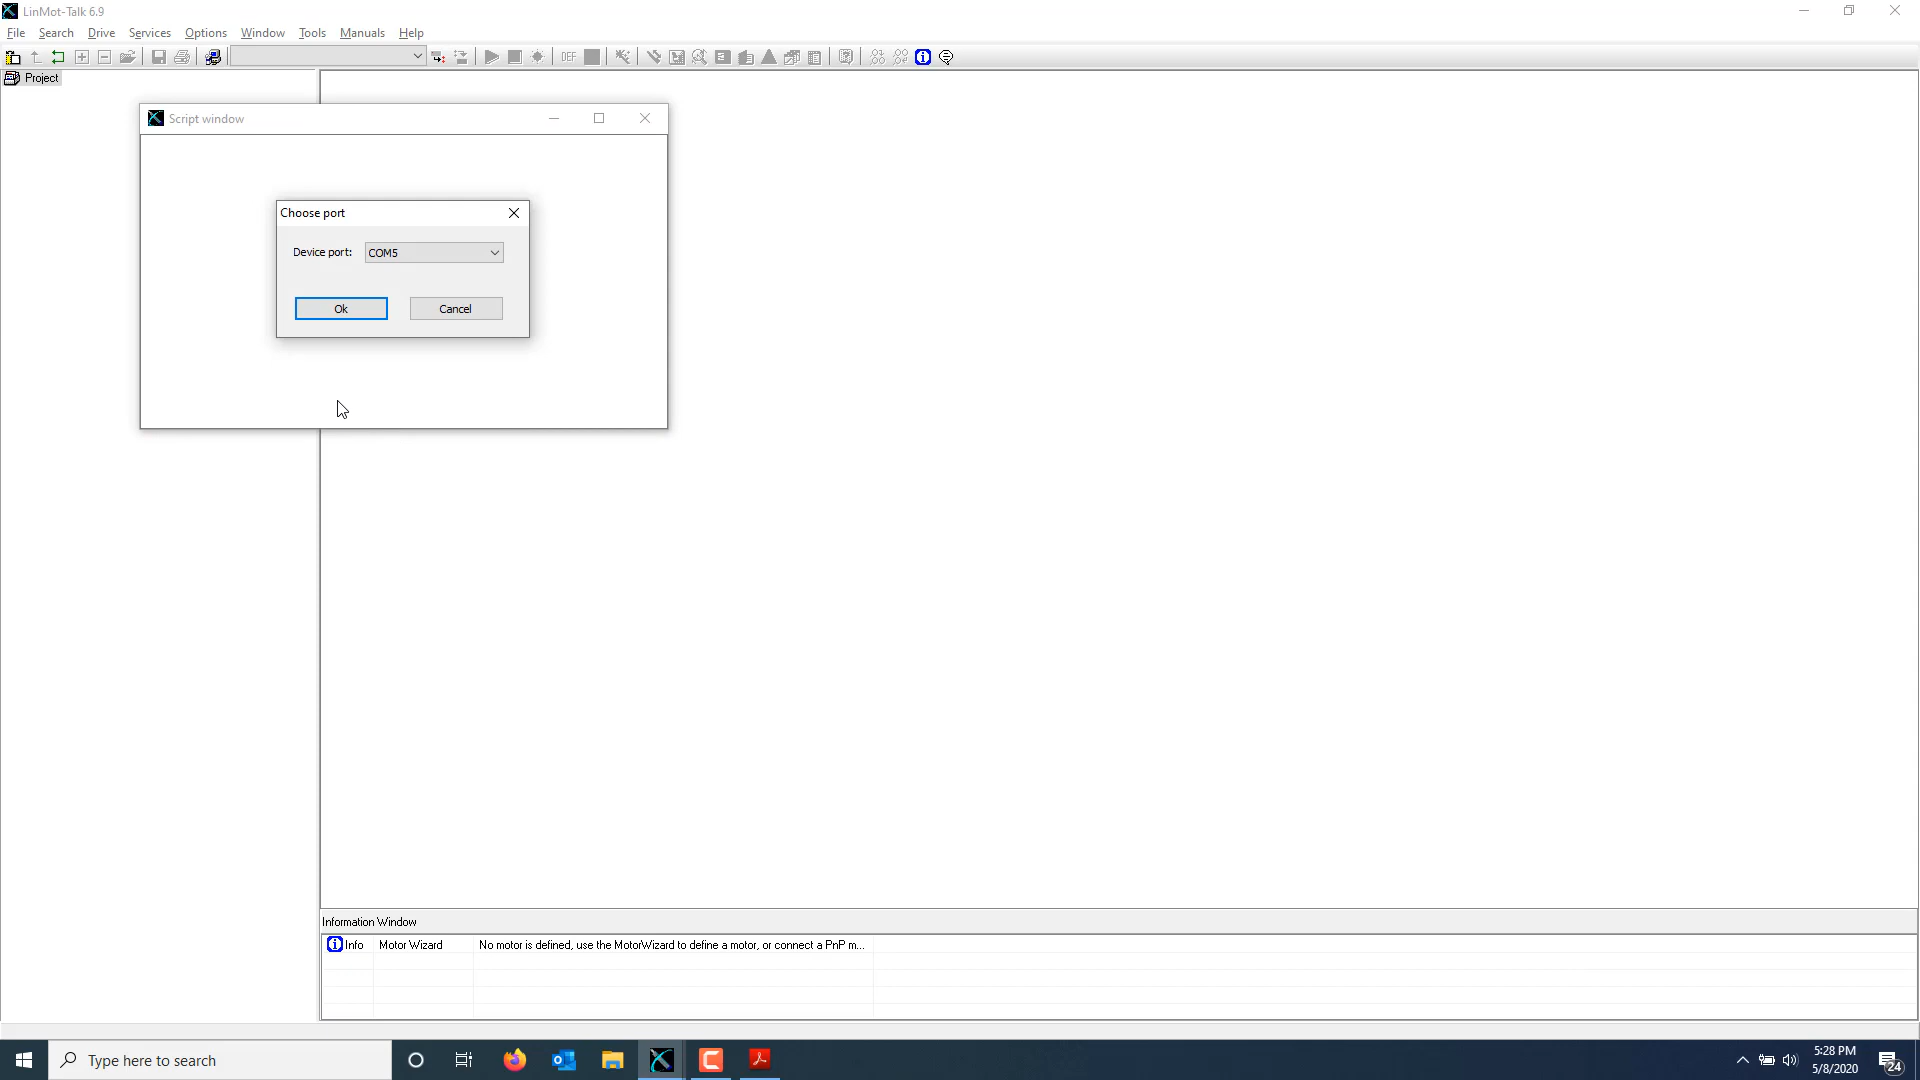 LinMot-Talk 6.9
File Search Drive Services Options Window Tools Manuals Help
DEF
Project
Script window
Choose port
Device port: COM5
Ok Cancel
Information Window
Info Motor Wizard No motor is defined, use the MotorWizard to define a motor, or connect a PnP m...
Type here to search
5:28 PM
5/8/2020
24